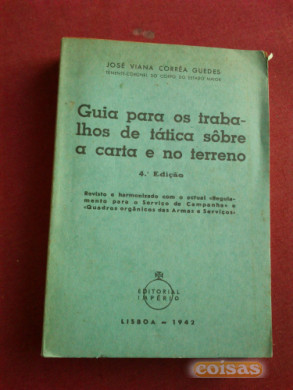 JOSÉ VIANA CORRÊA GUEDES
TENENTE-CORONEL DO CORPO DO ESTADO MAIOR
Guia para os traba-
lhos de tática sôbre
a carta e no terreno
4.ª Edição
Revista e harmonizada com o actual «Regula-
mento para o Serviço de Campanha» e
«Quadros orgânicos das Armas e Serviços»
EDITORIAL
IMPÉRIO
LISBOA — 1942
coisas